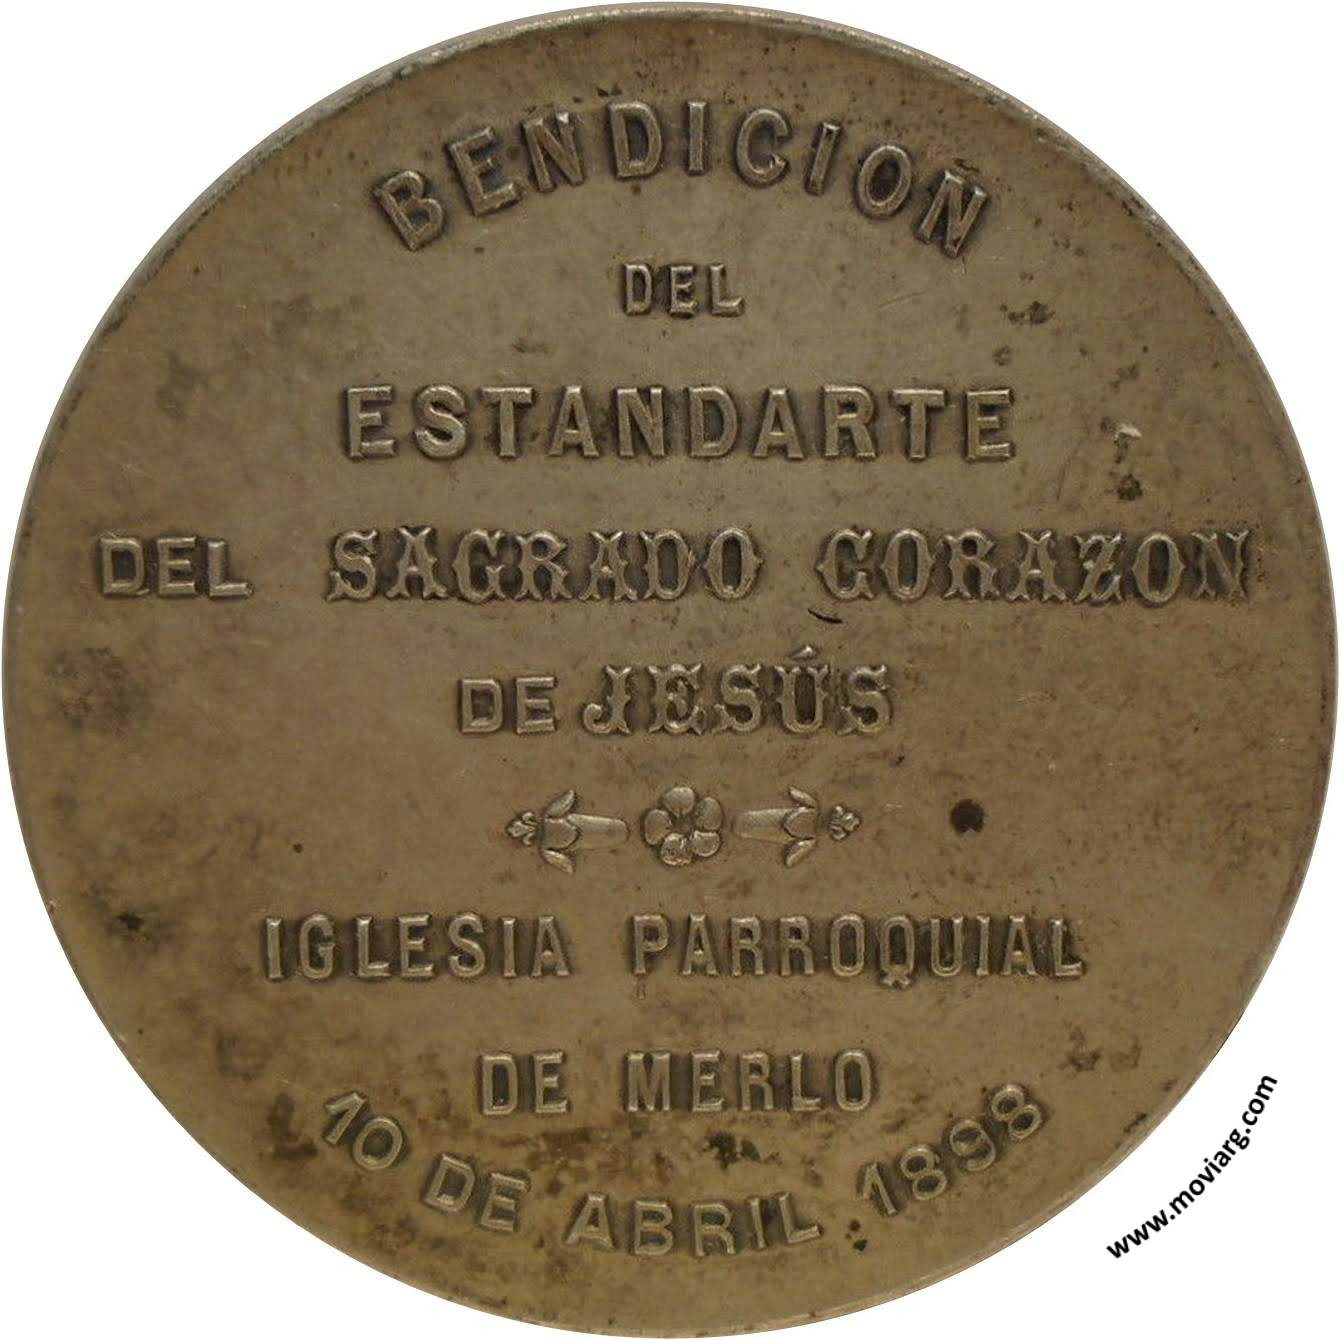 BENDICION
DEL
ESTANDARTE
DEL SAGRADO CORAZON
DE JESÚS
IGLESIA PARROQUIAL
DE MERLO
10 DE ABRIL 1898
www.moviarg.com